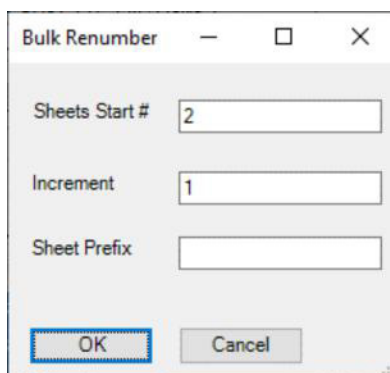 Bulk Renumber
Sheets Start # 2
Increment 1
Sheet Prefix
OK Cancel